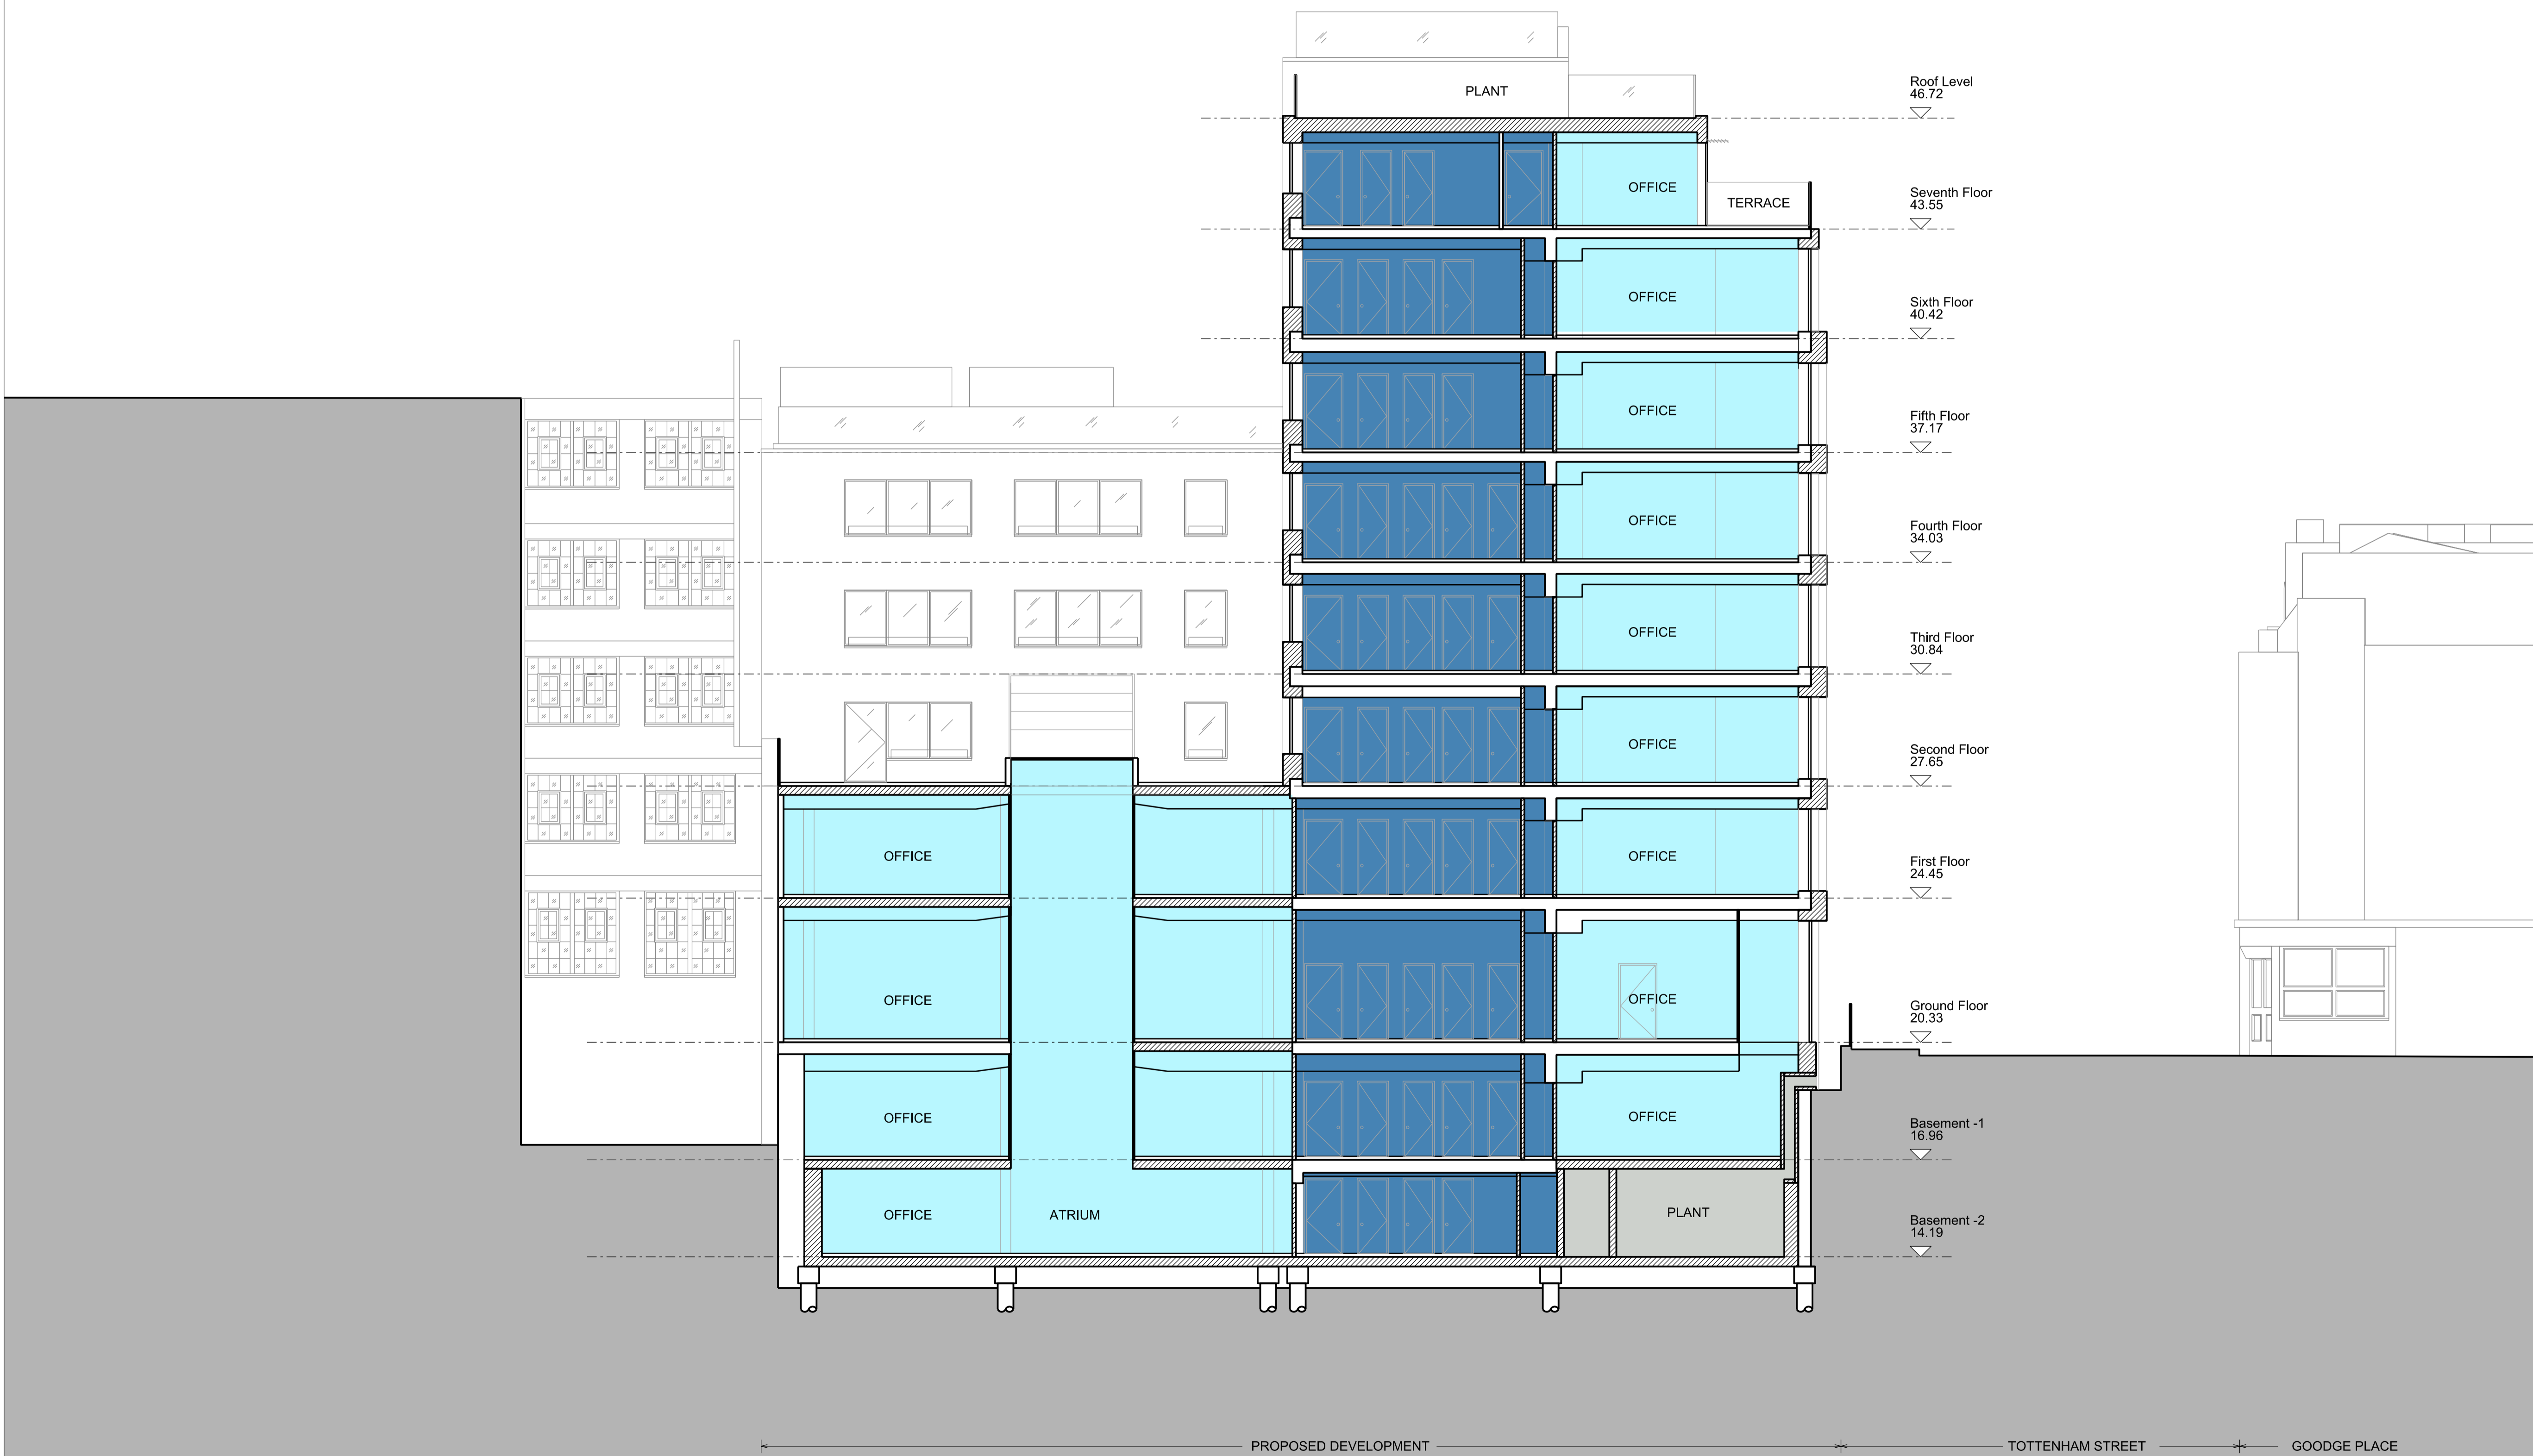 PLANT
Roof Level
46.72
OFFICE
TERRACE
Seventh Floor
43.55
OFFICE
Sixth Floor
40.42
OFFICE
Fifth Floor
37.17
OFFICE
Fourth Floor
34.03
OFFICE
Third Floor
30.84
OFFICE
Second Floor
27.65
OFFICE
OFFICE
First Floor
24.45
OFFICE
OFFICE
Ground Floor
20.33
OFFICE
OFFICE
Basement -1
16.96
OFFICE
ATRIUM
PLANT
Basement -2
14.19
PROPOSED DEVELOPMENT
TOTTENHAM STREET
GOODGE PLACE